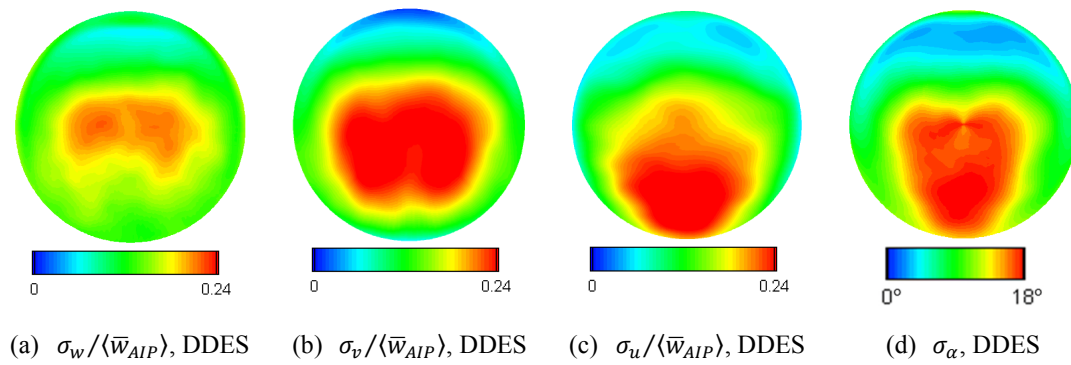 0 0.24
0 0.24
0 0.24
0° 18°
(a) σ_w/⟨w̅_AIP⟩, DDES
(b) σ_v/⟨w̅_AIP⟩, DDES
(c) σ_u/⟨w̅_AIP⟩, DDES
(d) σ_α, DDES